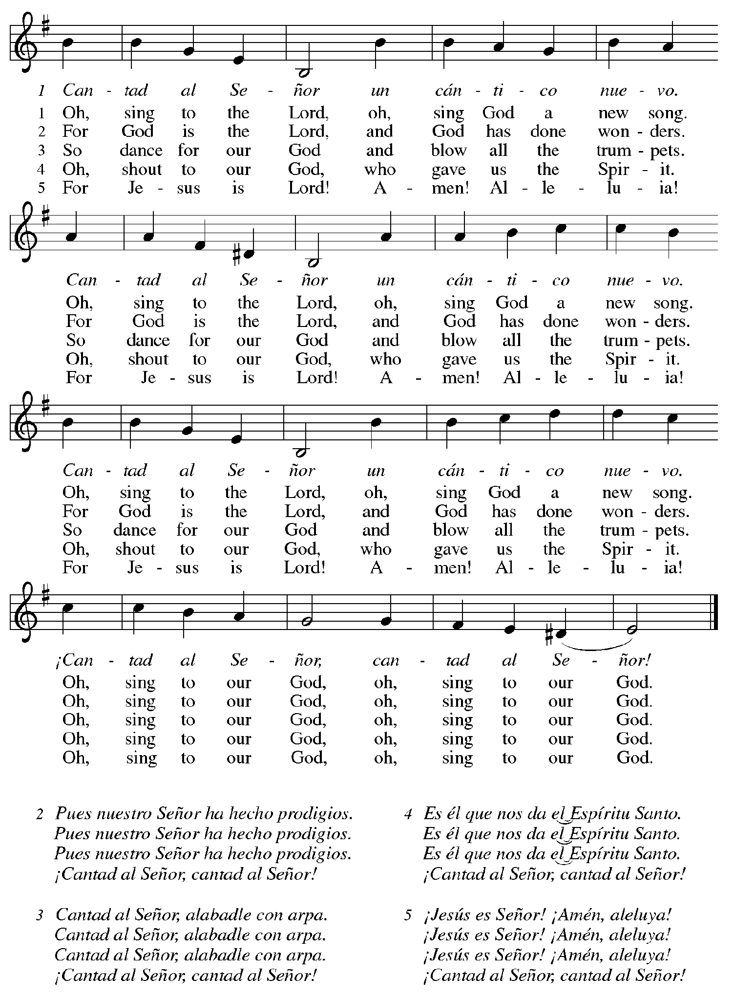 1 Can - tad al Se - ñor un cán - ti - co nue - vo.
1 Oh, sing to the Lord, oh, sing God a new song.
2 For God is the Lord, and God has done won - ders.
3 So dance for our God and blow all the trum - pets.
4 Oh, shout to our God, who gave us the Spir - it.
5 For Je - sus is Lord! A - men! Al - le - lu - ia!
Can - tad al Se - ñor un cán - ti - co nue - vo.
Oh, sing to the Lord, oh, sing God a new song.
For God is the Lord, and God has done won - ders.
So dance for our God and blow all the trum - pets.
Oh, shout to our God, who gave us the Spir - it.
For Je - sus is Lord! A - men! Al - le - lu - ia!
Can - tad al Se - ñor un cán - ti - co nue - vo.
Oh, sing to the Lord, oh, sing God a new song.
For God is the Lord, and God has done won - ders.
So dance for our God and blow all the trum - pets.
Oh, shout to our God, who gave us the Spir - it.
For Je - sus is Lord! A - men! Al - le - lu - ia!
¡Can - tad al Se - ñor, can - tad al Se - ñor!
Oh, sing to our God, oh, sing to our God.
Oh, sing to our God, oh, sing to our God.
Oh, sing to our God, oh, sing to our God.
Oh, sing to our God, oh, sing to our God.
Oh, sing to our God, oh, sing to our God.
2 Pues nuestro Señor ha hecho prodigios.
Pues nuestro Señor ha hecho prodigios.
Pues nuestro Señor ha hecho prodigios.
¡Cantad al Señor, cantad al Señor!
3 Cantad al Señor, alabadle con arpa.
Cantad al Señor, alabadle con arpa.
Cantad al Señor, alabadle con arpa.
¡Cantad al Señor, cantad al Señor!
4 Es él que nos da el Espíritu Santo.
Es él que nos da el Espíritu Santo.
Es él que nos da el Espíritu Santo.
¡Cantad al Señor, cantad al Señor!
5 ¡Jesús es Señor! ¡Amén, aleluya!
¡Jesús es Señor! ¡Amén, aleluya!
¡Jesús es Señor! ¡Amén, aleluya!
¡Cantad al Señor, cantad al Señor!